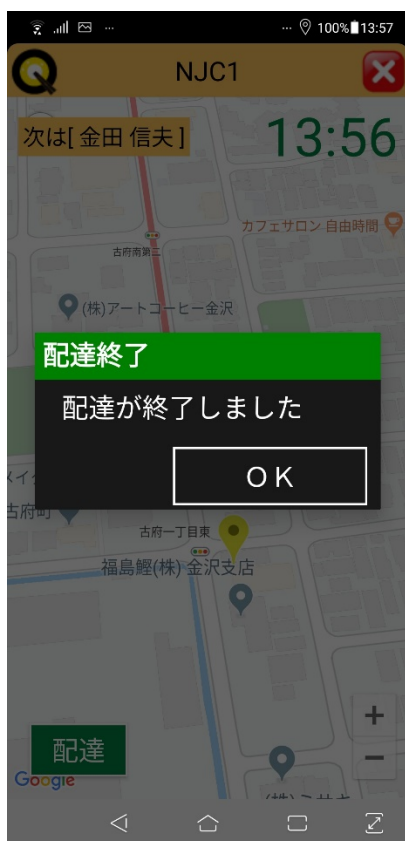 ... 100% 13:57
NJC1
次は[ 金田 信夫 ]
13:56
カフェサロン 自由時間
古府南第二
(株)アートコーヒー金沢
配達終了
配達が終了しました
OK
古府町
古府一丁目東
福島鰹(株) 金沢支店
+
配達
−
Google